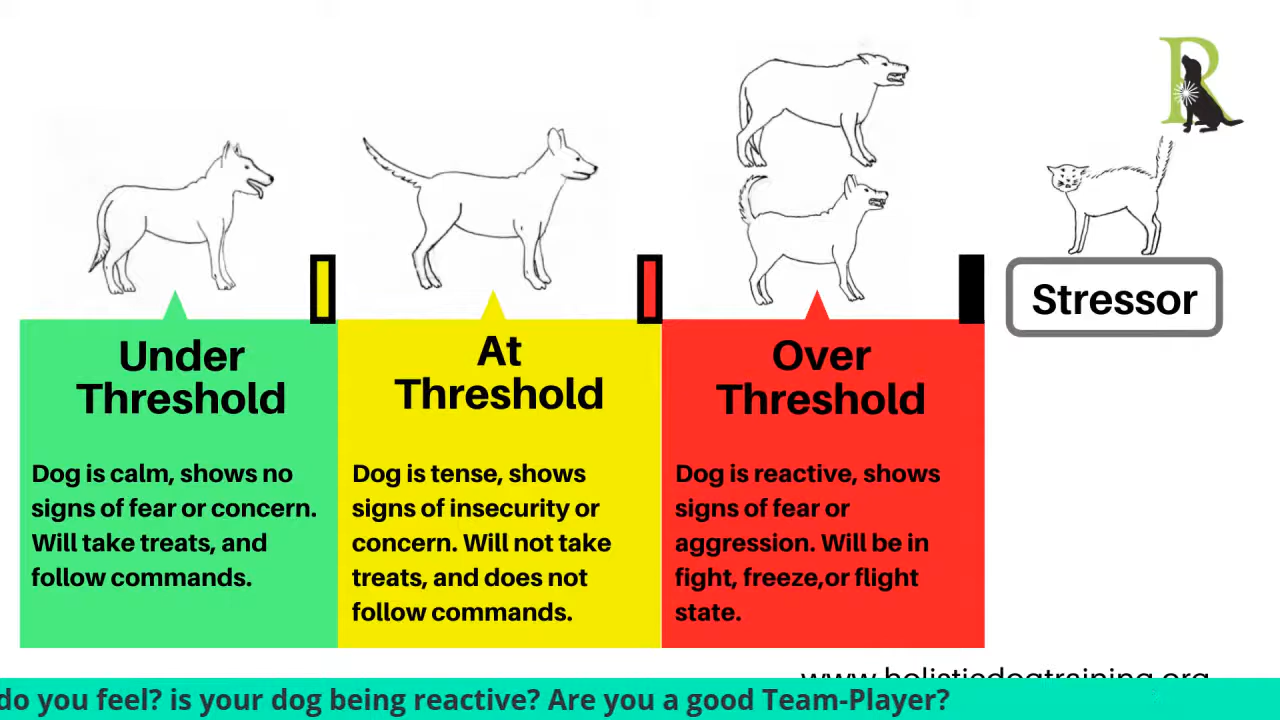 R
Stressor
Under
Threshold
Dog is calm, shows no
signs of fear or concern.
Will take treats, and
follow commands.
At
Threshold
Dog is tense, shows
signs of insecurity or
concern. Will not take
treats, and does not
follow commands.
Over
Threshold
Dog is reactive, shows
signs of fear or
aggression. Will be in
fight, freeze,or flight
state.
www.holisticdogtraining.org
do you feel? is your dog being reactive? Are you a good Team-Player?